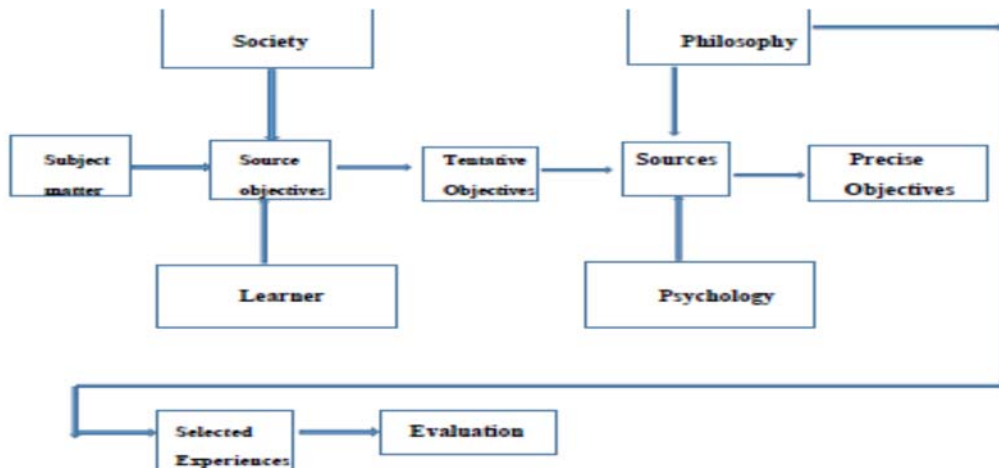 Society
Philosophy
Subject
matter
Source
objectives
Tentative
Objectives
Sources
Precise
Objectives
Learner
Psychology
Selected
Experiences
Evaluation